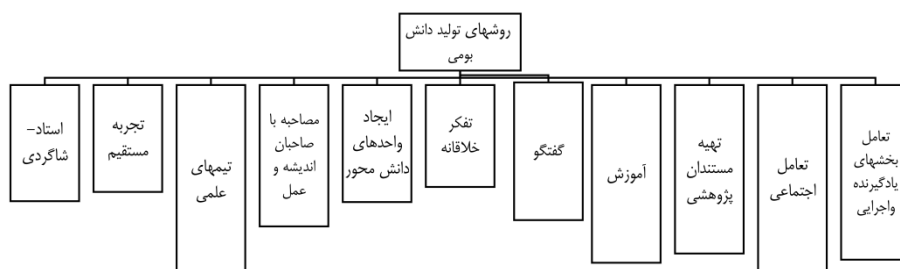 روشهای تولید دانش
بومی
تعامل
بخشهای
یادگیرنده
واجرایی
تعامل
اجتماعی
تهیه
مستندان
پژوهشی
آموزش
گفتگو
تفکر
خلاقانه
ایجاد
واحدهای
دانش محور
مصاحبه با
صاحبان
اندیشه و
عمل
تیمهای
علمی
تجربه
مستقیم
استاد-
شاگردی